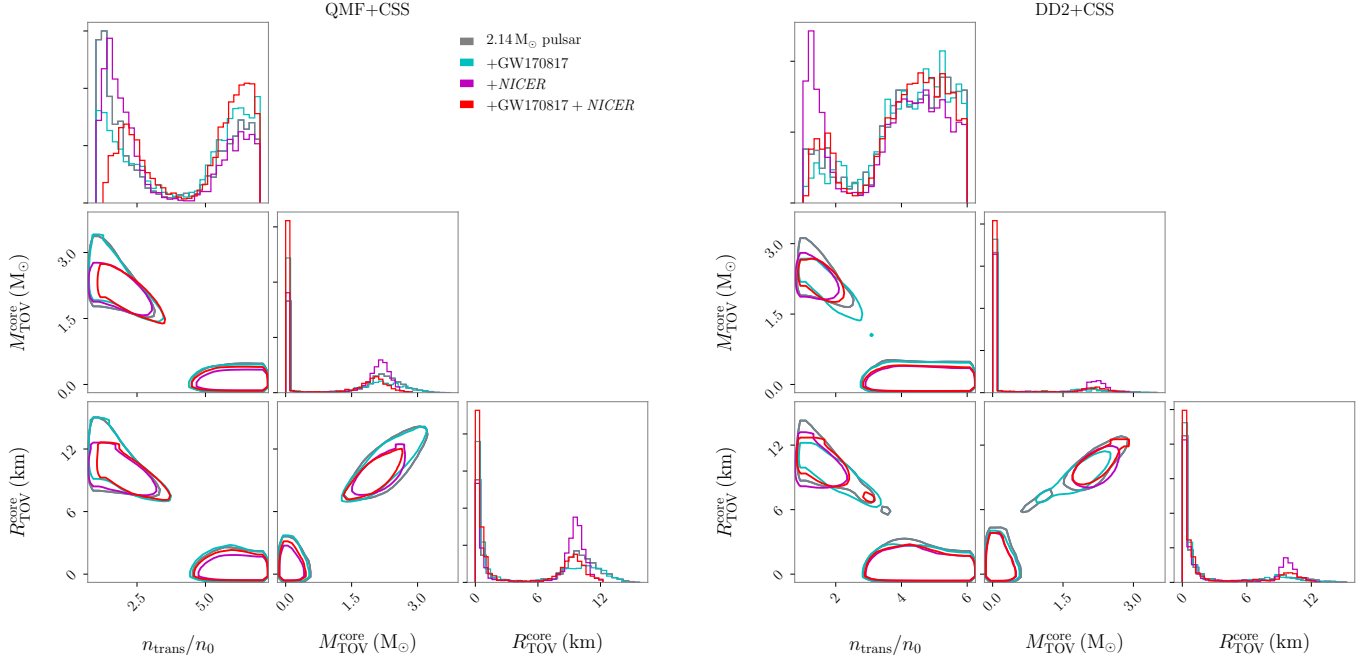 QMF+CSS
2.14 M⊙ pulsar
+GW170817
+NICER
+GW170817 + NICER
3.0
1.5
0.0
M_TOV^core (M⊙)
12
6
0
R_TOV^core (km)
2.5
5.0
0.0
1.5
3.0
0
6
12
n_trans/n_0
M_TOV^core (M⊙)
R_TOV^core (km)
DD2+CSS
3.0
1.5
0.0
M_TOV^core (M⊙)
12
6
0
R_TOV^core (km)
2
4
6
0.0
1.5
3.0
0
6
12
n_trans/n_0
M_TOV^core (M⊙)
R_TOV^core (km)